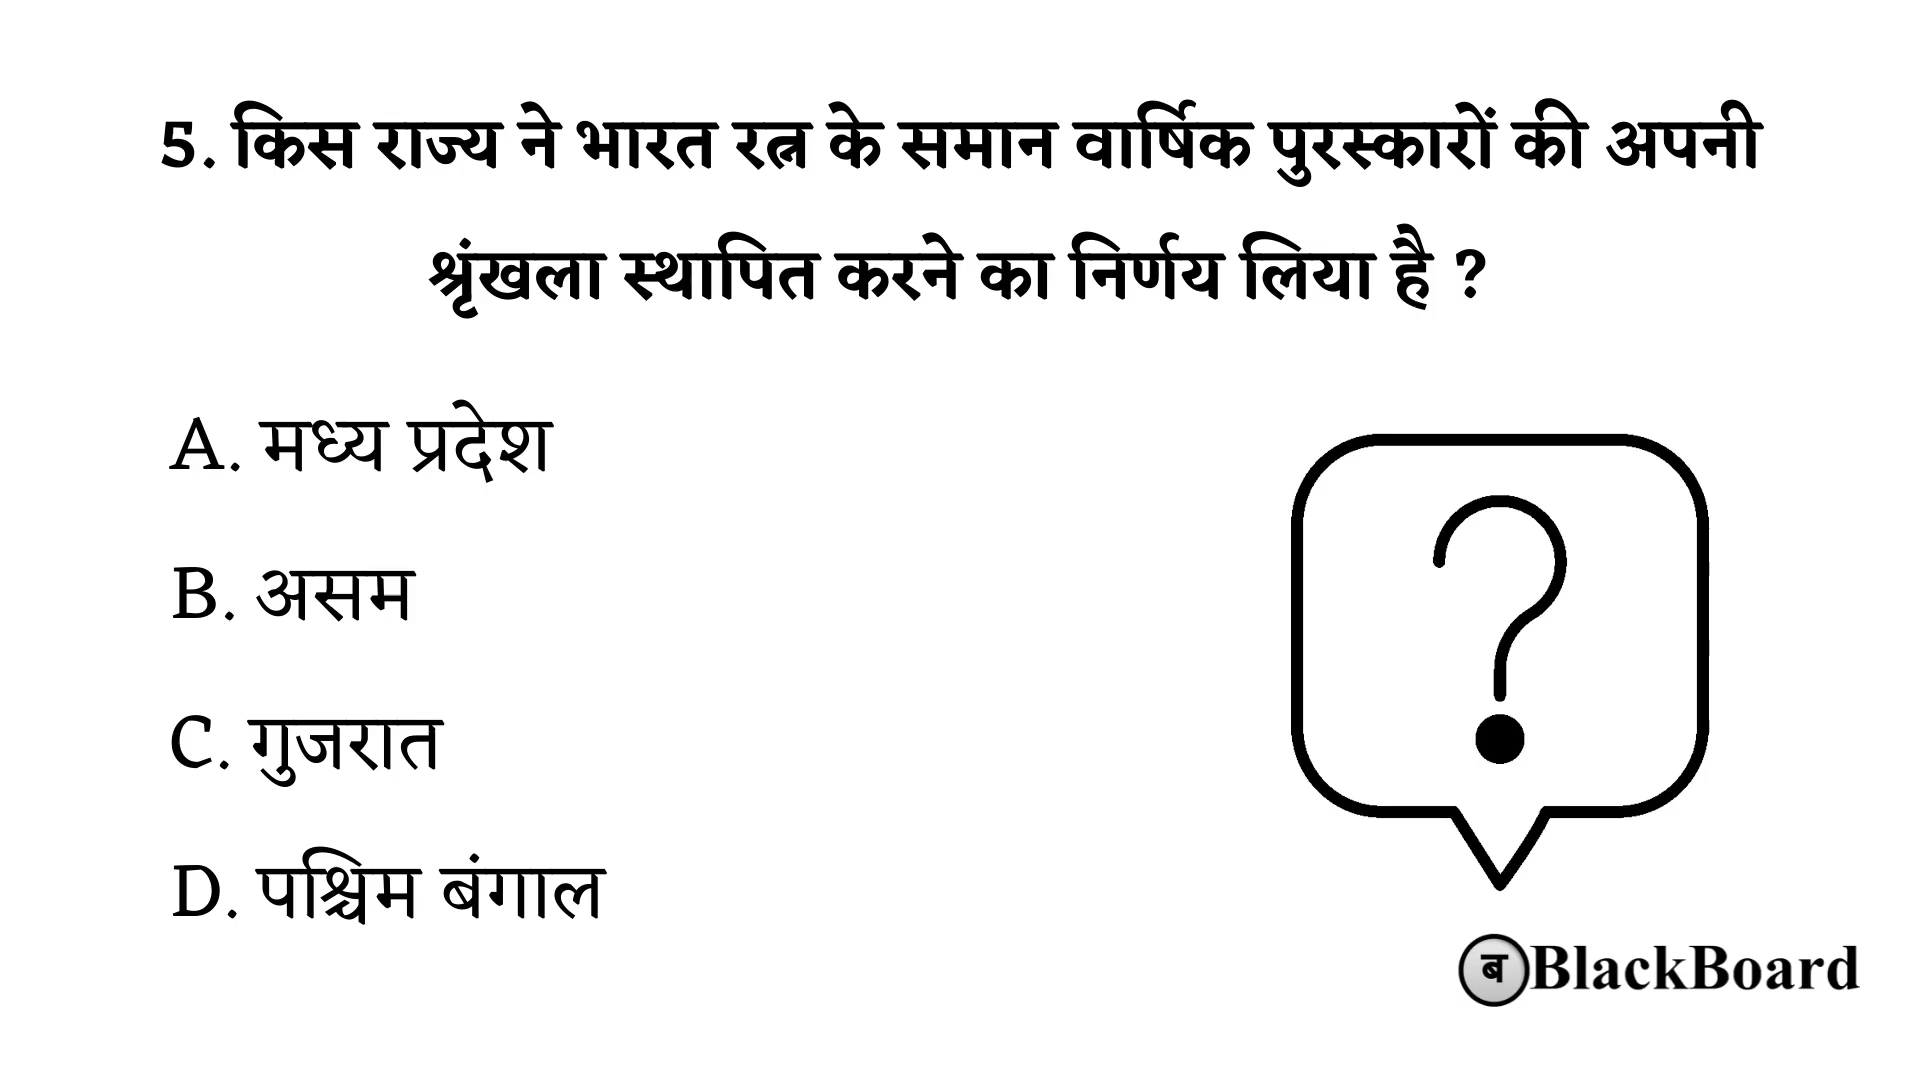 5. किस राज्य ने भारत रत्न के समान वार्षिक पुरस्कारों की अपनी
श्रृंखला स्थापित करने का निर्णय लिया है ?
A. मध्य प्रदेश
B. असम
C. गुजरात
D. पश्चिम बंगाल
ब BlackBoard